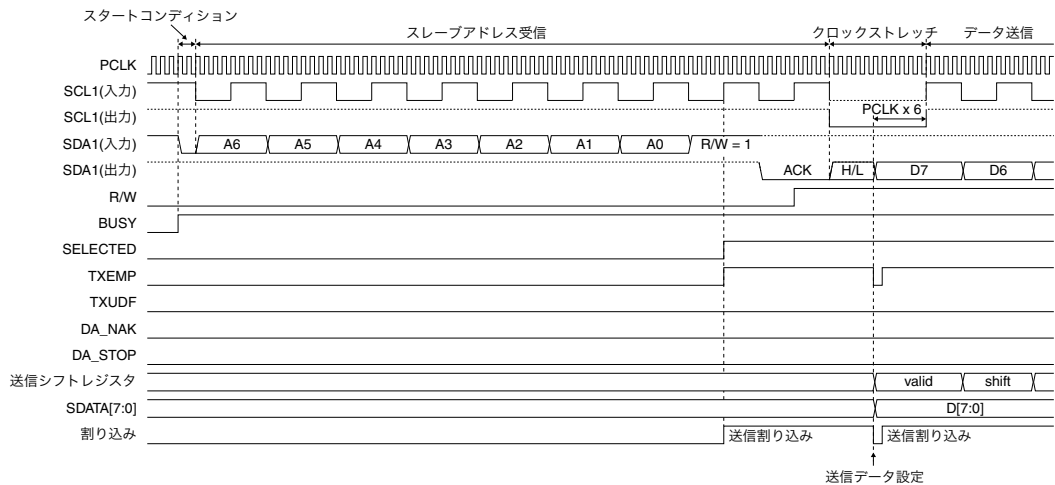 スタートコンディション
スレーブアドレス受信 クロックストレッチ データ送信
PCLK
SCL1(入力)
SCL1(出力) PCLK x 6
SDA1(入力) A6 A5 A4 A3 A2 A1 A0 R/W = 1
SDA1(出力) ACK H/L D7 D6
R/W
BUSY
SELECTED
TXEMP
TXUDF
DA_NAK
DA_STOP
送信シフトレジスタ valid shift
SDATA[7:0] D[7:0]
割り込み 送信割り込み 送信割り込み
送信データ設定